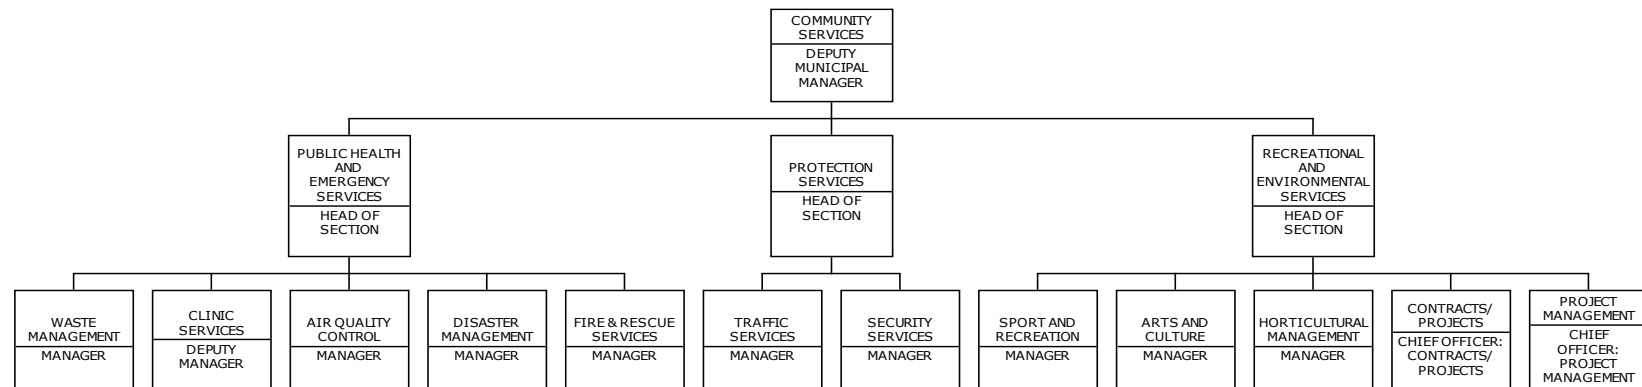 COMMUNITY
SERVICES
DEPUTY
MUNICIPAL
MANAGER
PUBLIC HEALTH
AND
EMERGENCY
SERVICES
HEAD OF
SECTION
PROTECTION
SERVICES
HEAD OF
SECTION
RECREATIONAL
AND
ENVIRONMENTAL
SERVICES
HEAD OF
SECTION
WASTE
MANAGEMENT
MANAGER
CLINIC
SERVICES
DEPUTY
MANAGER
AIR QUALITY
CONTROL
MANAGER
DISASTER
MANAGEMENT
MANAGER
FIRE & RESCUE
SERVICES
MANAGER
TRAFFIC
SERVICES
MANAGER
SECURITY
SERVICES
MANAGER
SPORT AND
RECREATION
MANAGER
ARTS AND
CULTURE
MANAGER
HORTICULTURAL
MANAGEMENT
MANAGER
CONTRACTS/
PROJECTS
CHIEF OFFICER:
CONTRACTS/
PROJECTS
PROJECT
MANAGEMENT
CHIEF
OFFICER:
PROJECT
MANAGEMENT